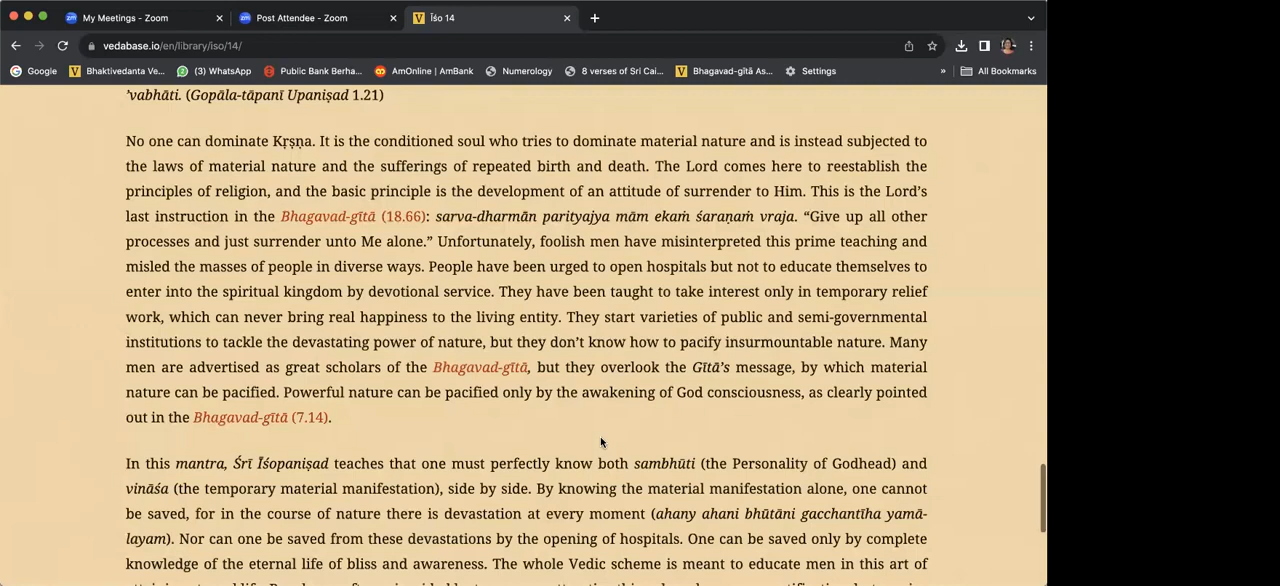 My Meetings - Zoom
Post Attendee - Zoom
Īśo 14
vedabase.io/en/library/iso/14/
Google
Bhaktivedanta Ve...
(3) WhatsApp
Public Bank Berha...
AmOnline | AmBank
Numerology
8 verses of Sri Cai...
Bhagavad-gītā As...
Settings
»
All Bookmarks
'vabhāti. (Gopāla-tāpanī Upaniṣad 1.21)
No one can dominate Kṛṣṇa. It is the conditioned soul who tries to dominate material nature and is instead subjected to
the laws of material nature and the sufferings of repeated birth and death. The Lord comes here to reestablish the
principles of religion, and the basic principle is the development of an attitude of surrender to Him. This is the Lord's
last instruction in the Bhagavad-gītā (18.66): sarva-dharmān parityajya mām ekaṁ śaraṇaṁ vraja. “Give up all other
processes and just surrender unto Me alone.” Unfortunately, foolish men have misinterpreted this prime teaching and
misled the masses of people in diverse ways. People have been urged to open hospitals but not to educate themselves to
enter into the spiritual kingdom by devotional service. They have been taught to take interest only in temporary relief
work, which can never bring real happiness to the living entity. They start varieties of public and semi-governmental
institutions to tackle the devastating power of nature, but they don't know how to pacify insurmountable nature. Many
men are advertised as great scholars of the Bhagavad-gītā, but they overlook the Gītā's message, by which material
nature can be pacified. Powerful nature can be pacified only by the awakening of God consciousness, as clearly pointed
out in the Bhagavad-gītā (7.14).
In this mantra, Śrī Īśopaniṣad teaches that one must perfectly know both sambhūti (the Personality of Godhead) and
vināśa (the temporary material manifestation), side by side. By knowing the material manifestation alone, one cannot
be saved, for in the course of nature there is devastation at every moment (ahany ahani bhūtāni gacchantīha yamā-
layam). Nor can one be saved from these devastations by the opening of hospitals. One can be saved only by complete
knowledge of the eternal life of bliss and awareness. The whole Vedic scheme is meant to educate men in this art of